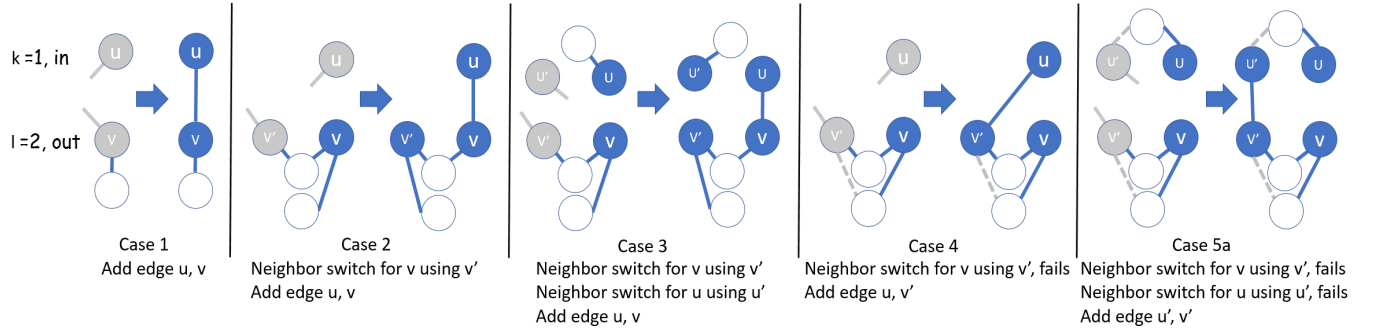 k =1, in
l =2, out
u
v
u
v
Case 1
Add edge u, v
u
v'
v
u
v'
v
Case 2
Neighbor switch for v using v'
Add edge u, v
U'
U
V'
v
U'
U
V'
v
Case 3
Neighbor switch for v using v'
Neighbor switch for u using u'
Add edge u, v
u
V'
v
u
V'
v
Case 4
Neighbor switch for v using v', fails
Add edge u, v'
U'
U
V'
v
U'
U
V'
v
Case 5a
Neighbor switch for v using v', fails
Neighbor switch for u using u', fails
Add edge u', v'